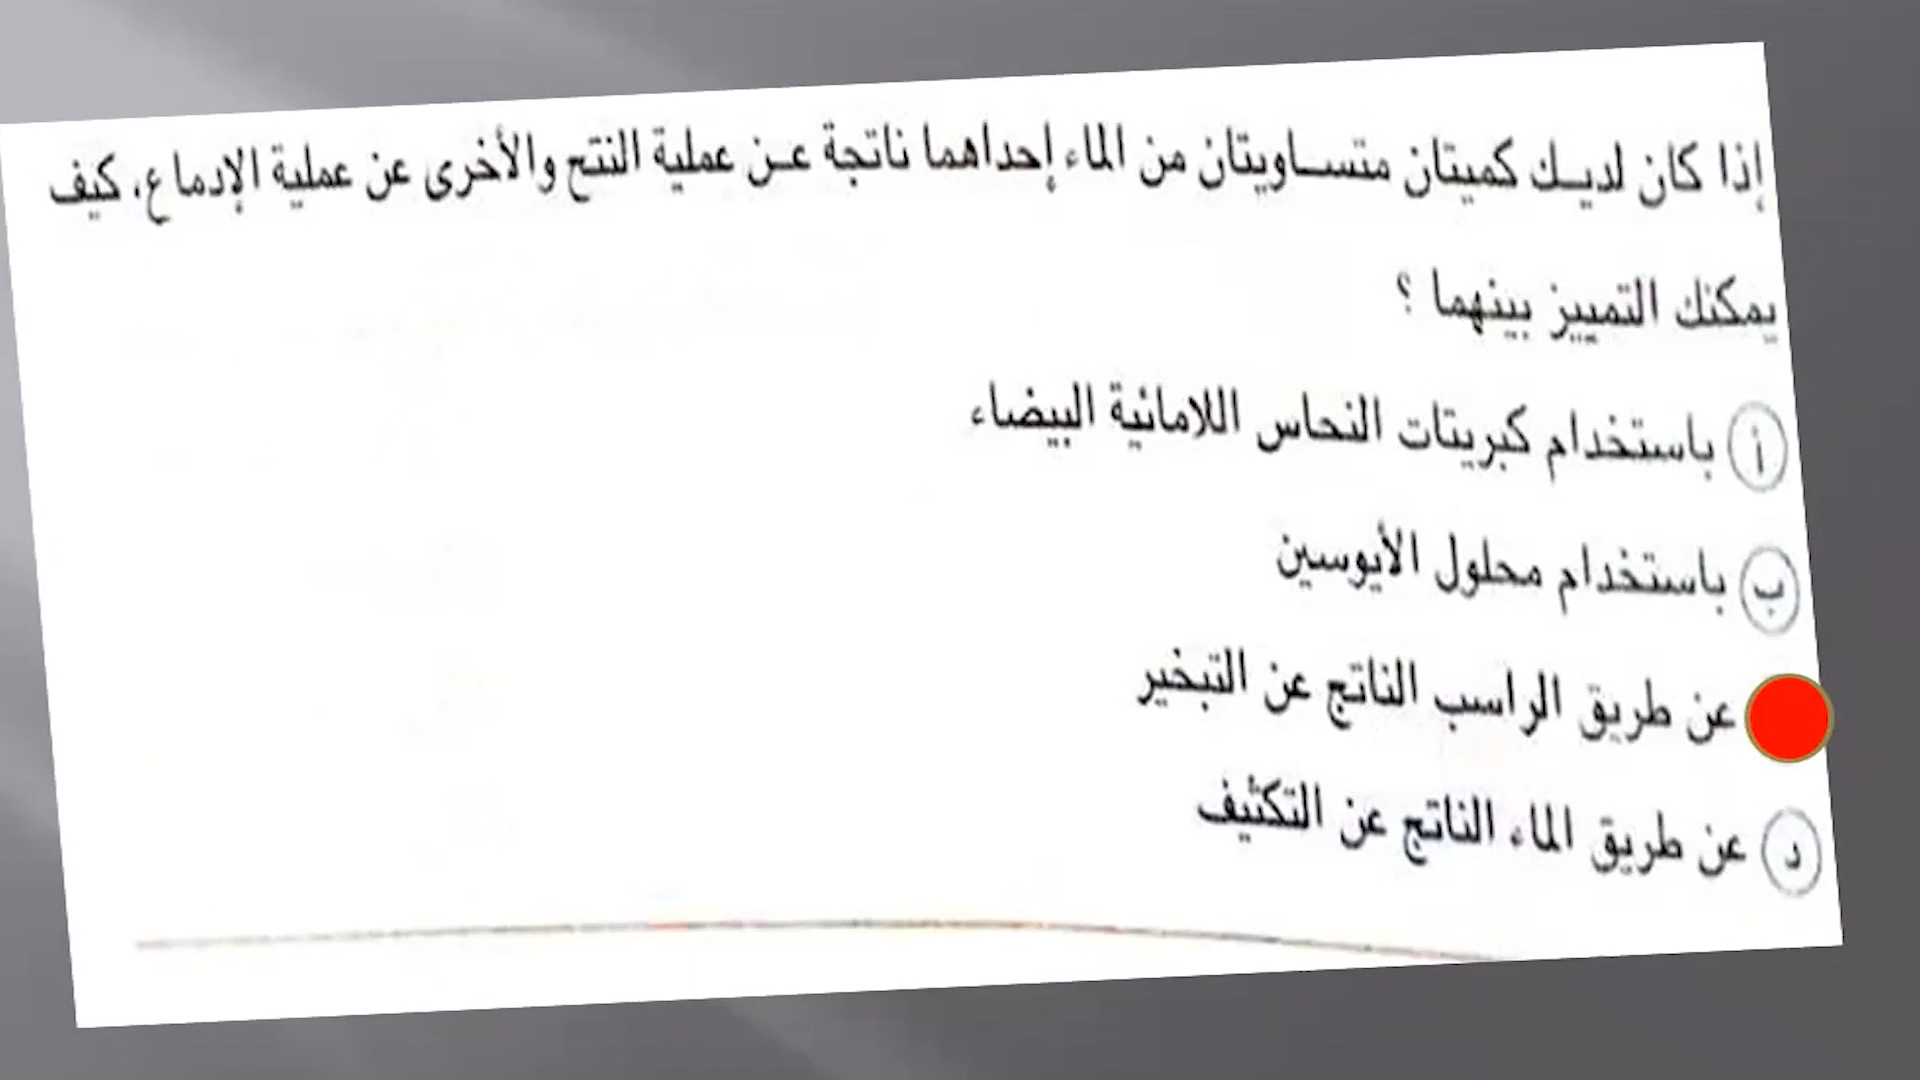 إذا كان لديك كميتان متساويتان من الماء إحداهما ناتجة عن عملية النتح والأخرى عن عملية الإدماع، كيف
يمكنك التمييز بينهما ؟
أ باستخدام كبريتات النحاس اللامائية البيضاء
ب باستخدام محلول الأيوسين
عن طريق الراسب الناتج عن التبخير
د عن طريق الماء الناتج عن التكثيف